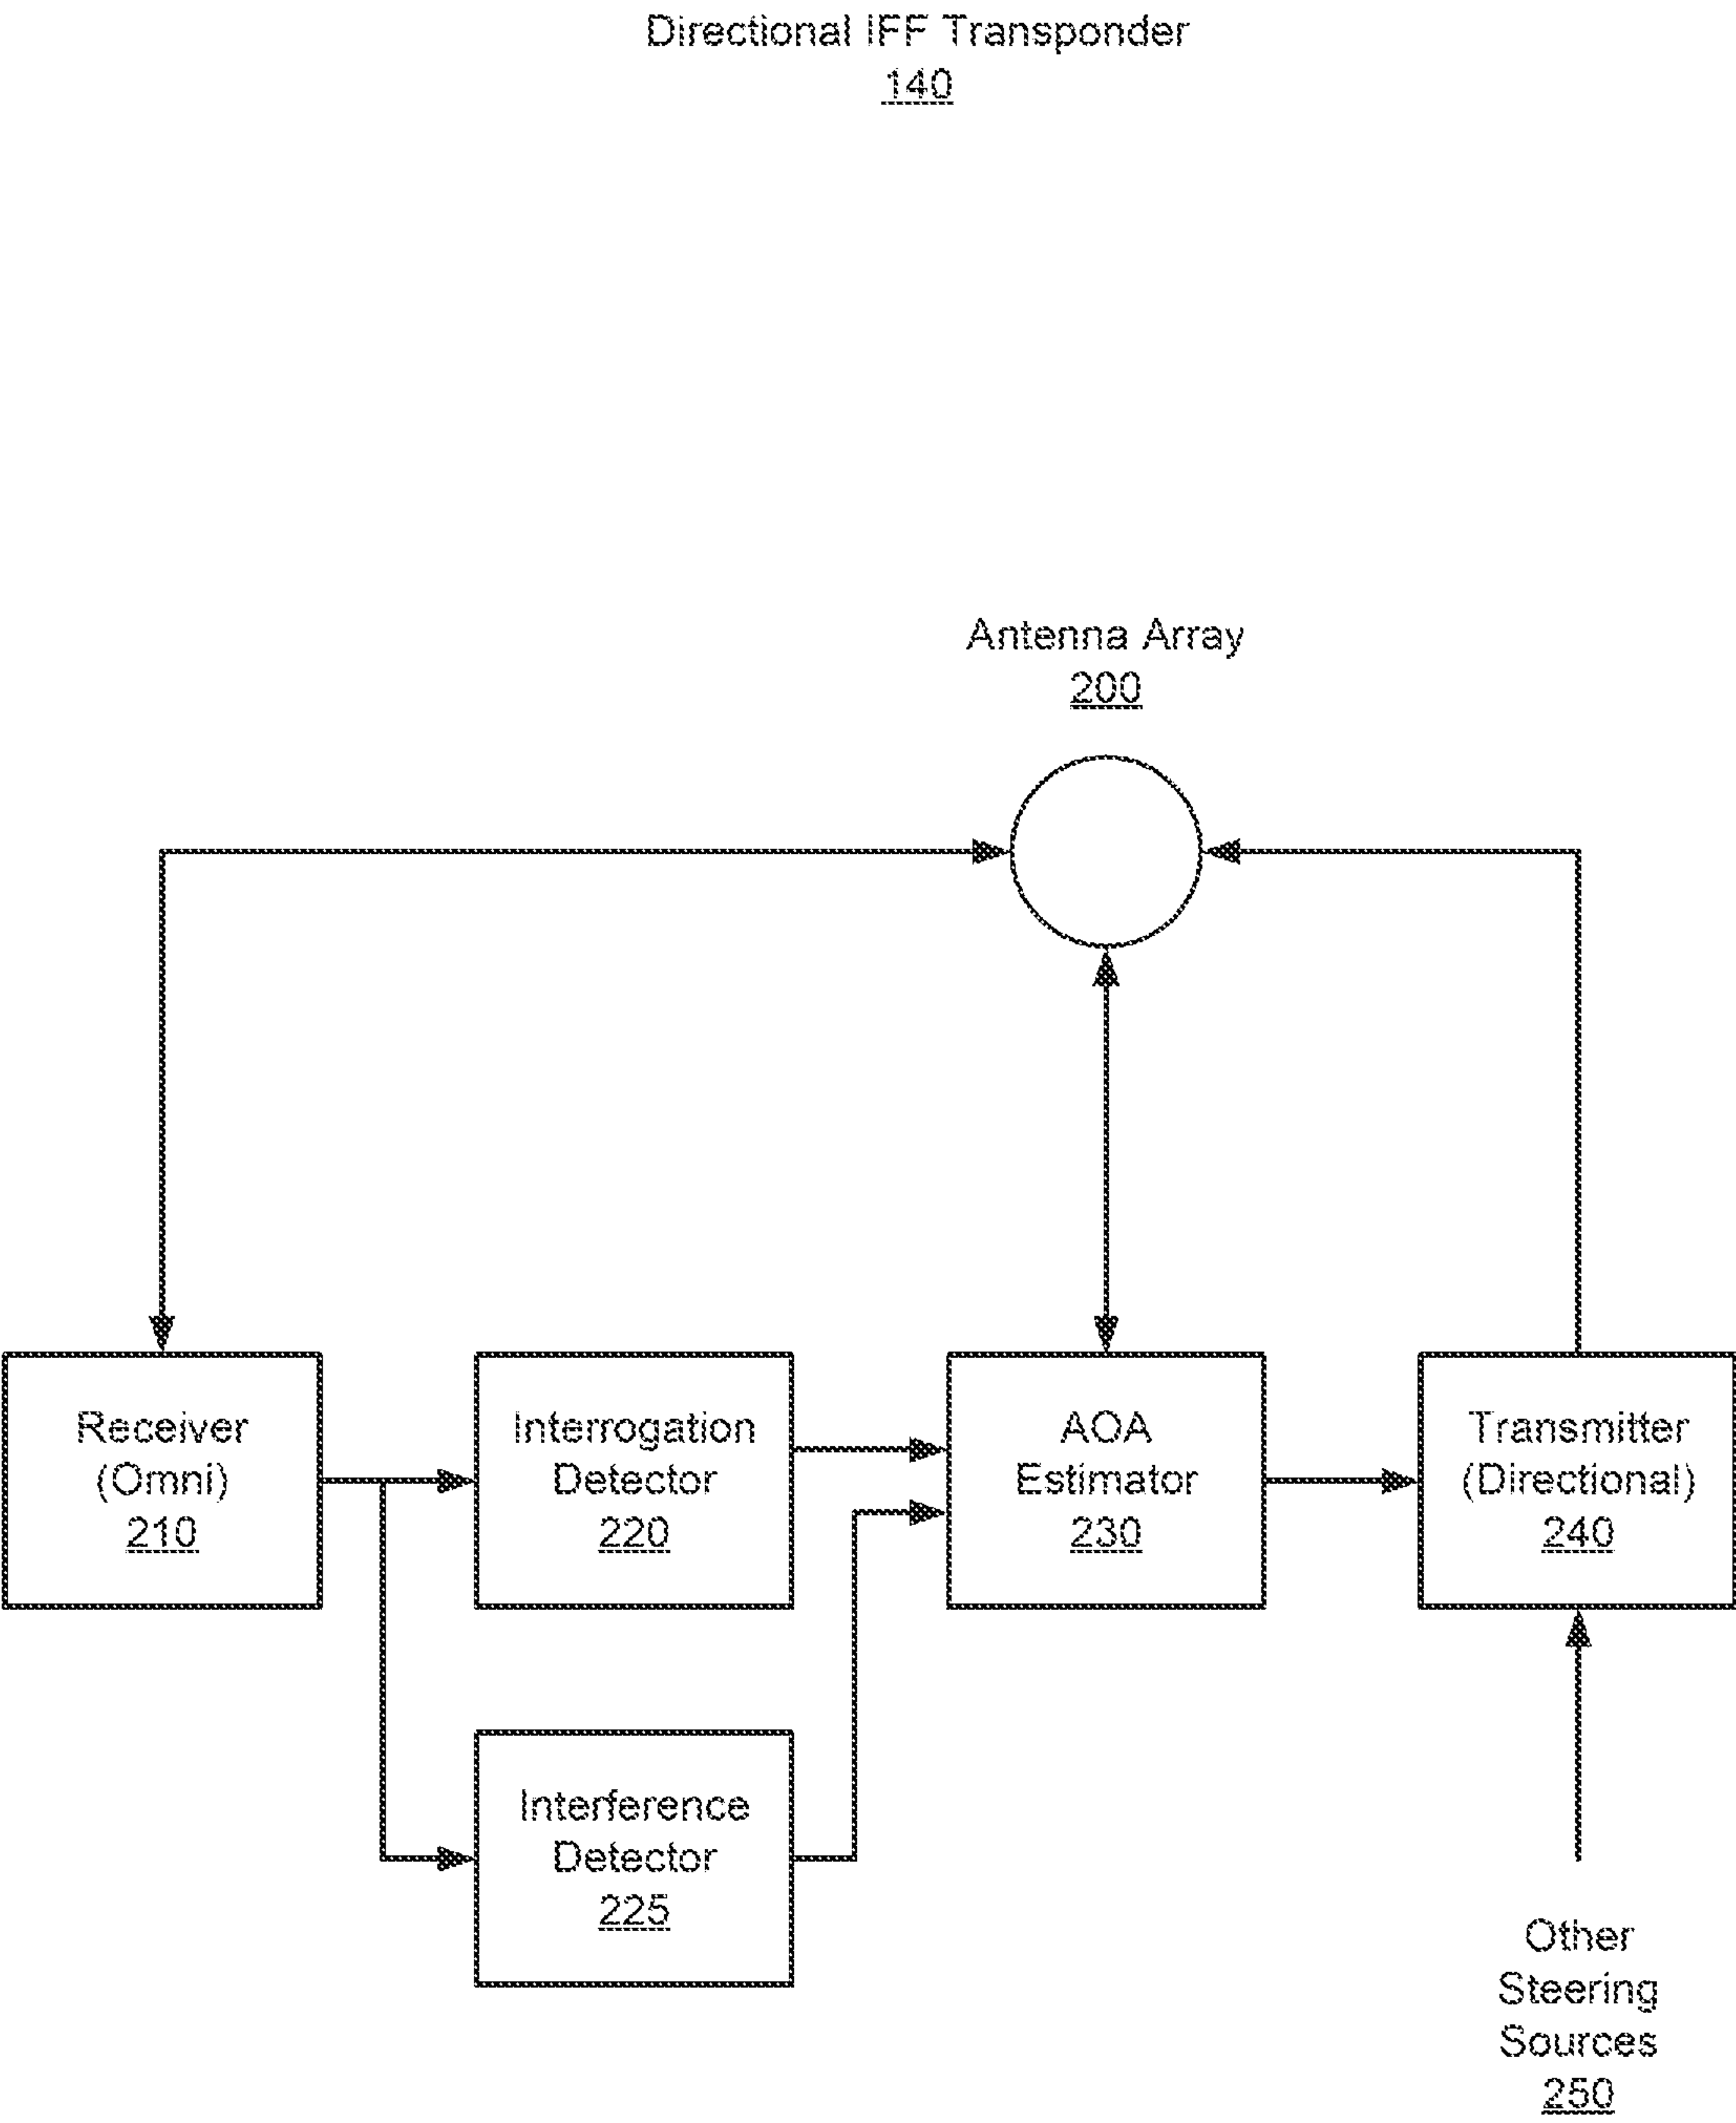 Directional IFF Transponder
140
Antenna Array
200
Receiver
(Omni)
210
Interrogation
Detector
220
AOA
Estimator
230
Transmitter
(Directional)
240
Interference
Detector
225
Other
Steering
Sources
250